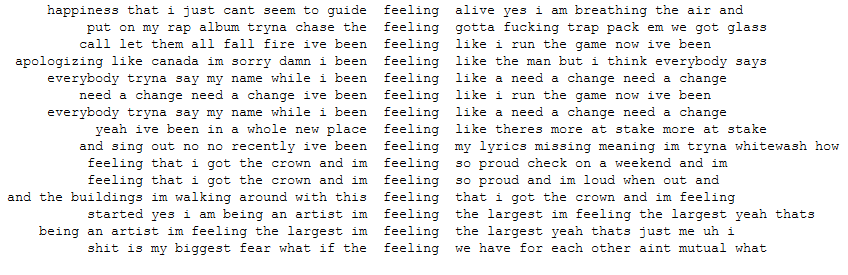 happiness that i just cant seem to guide feeling alive yes i am breathing the air and
put on my rap album tryna chase the feeling gotta fucking trap pack em we got glass
call let them all fall fire ive been feeling like i run the game now ive been
apologizing like canada im sorry damn i been feeling like the man but i think everybody says
everybody tryna say my name while i been feeling like a need a change need a change
need a change need a change ive been feeling like i run the game now ive been
everybody tryna say my name while i been feeling like a need a change need a change
yeah ive been in a whole new place feeling like theres more at stake more at stake
and sing out no no recently ive been feeling my lyrics missing meaning im tryna whitewash how
feeling that i got the crown and im feeling so proud check on a weekend and im
feeling that i got the crown and im feeling so proud and im loud when out and
and the buildings im walking around with this feeling that i got the crown and im feeling
started yes i am being an artist im feeling the largest im feeling the largest yeah thats
being an artist im feeling the largest im feeling the largest yeah thats just me uh i
shit is my biggest fear what if the feeling we have for each other aint mutual what